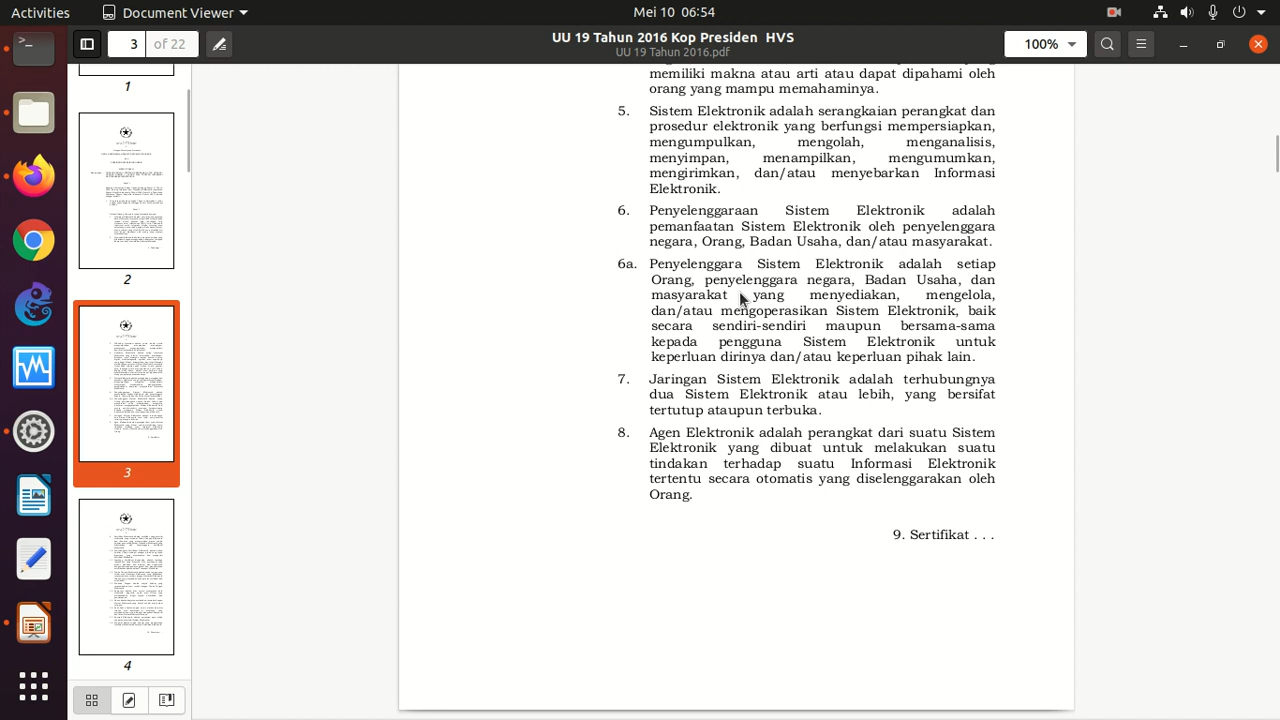 Activities
Document Viewer
Mei 10 06:54
3 of 22
UU 19 Tahun 2016 Kop Presiden HVS
UU 19 Tahun 2016.pdf
100%
1
2
3
4
memiliki makna atau arti atau dapat dipahami oleh
orang yang mampu memahaminya.
5. Sistem Elektronik adalah serangkaian perangkat dan
prosedur elektronik yang berfungsi mempersiapkan,
mengumpulkan, mengolah, menganalisis,
menyimpan, menampilkan, mengumumkan,
mengirimkan, dan/atau menyebarkan Informasi
Elektronik.
6. Penyelenggaraan Sistem Elektronik adalah
pemanfaatan Sistem Elektronik oleh penyelenggara
negara, Orang, Badan Usaha, dan/atau masyarakat.
6a. Penyelenggara Sistem Elektronik adalah setiap
Orang, penyelenggara negara, Badan Usaha, dan
masyarakat yang menyediakan, mengelola,
dan/atau mengoperasikan Sistem Elektronik, baik
secara sendiri-sendiri maupun bersama-sama
kepada pengguna Sistem Elektronik untuk
keperluan dirinya dan/atau keperluan pihak lain.
7. Jaringan Sistem Elektronik adalah terhubungnya
dua Sistem Elektronik atau lebih, yang bersifat
tertutup ataupun terbuka.
8. Agen Elektronik adalah perangkat dari suatu Sistem
Elektronik yang dibuat untuk melakukan suatu
tindakan terhadap suatu Informasi Elektronik
tertentu secara otomatis yang diselenggarakan oleh
Orang.
9. Sertifikat . . .